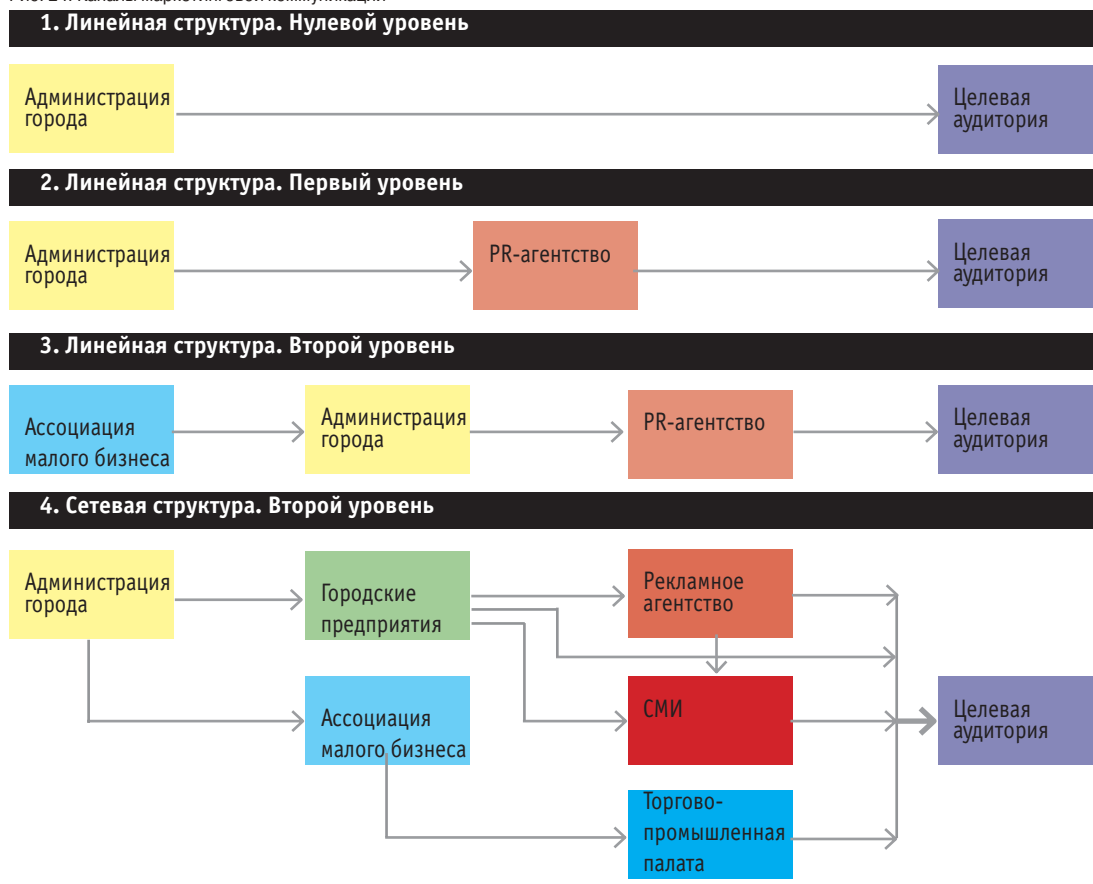 1. Линейная структура. Нулевой уровень
Администрация
города
Целевая
аудитория
2. Линейная структура. Первый уровень
Администрация
города
PR-агентство
Целевая
аудитория
3. Линейная структура. Второй уровень
Ассоциация
малого бизнеса
Администрация
города
PR-агентство
Целевая
аудитория
4. Сетевая структура. Второй уровень
Администрация
города
Городские
предприятия
Рекламное
агентство
Ассоциация
малого бизнеса
СМИ
Целевая
аудитория
Торгово-
промышленная
палата